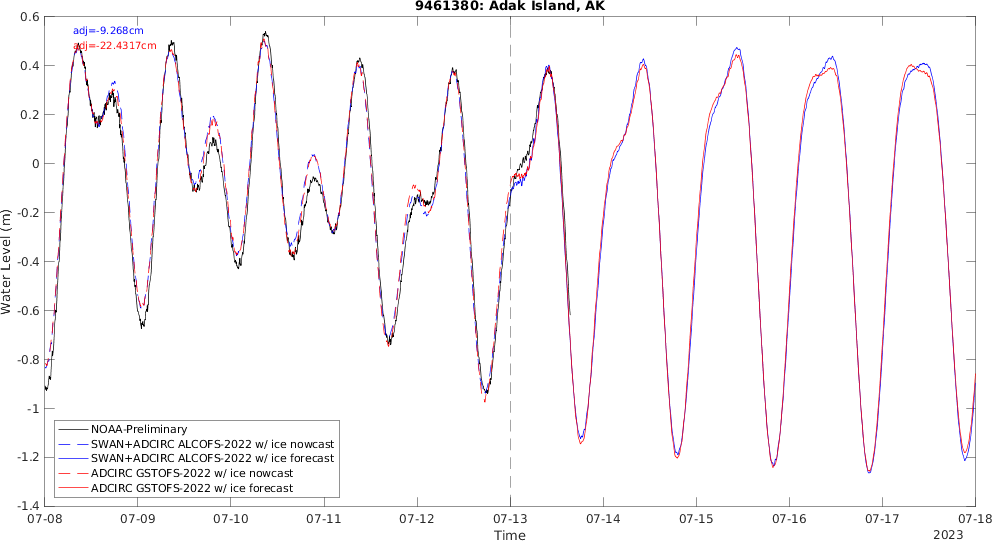 9461380: Adak Island, AK
adj=-9.268cm
adj=-22.4317cm
0.6
0.4
0.2
0
-0.2
-0.4
-0.6
-0.8
-1
-1.2
-1.4
Water Level (m)
NOAA-Preliminary
SWAN+ADCIRC ALCOFS-2022 w/ ice nowcast
SWAN+ADCIRC ALCOFS-2022 w/ ice forecast
ADCIRC GSTOFS-2022 w/ ice nowcast
ADCIRC GSTOFS-2022 w/ ice forecast
07-08 07-09 07-10 07-11 07-12 07-13 07-14 07-15 07-16 07-17 07-18
Time
2023